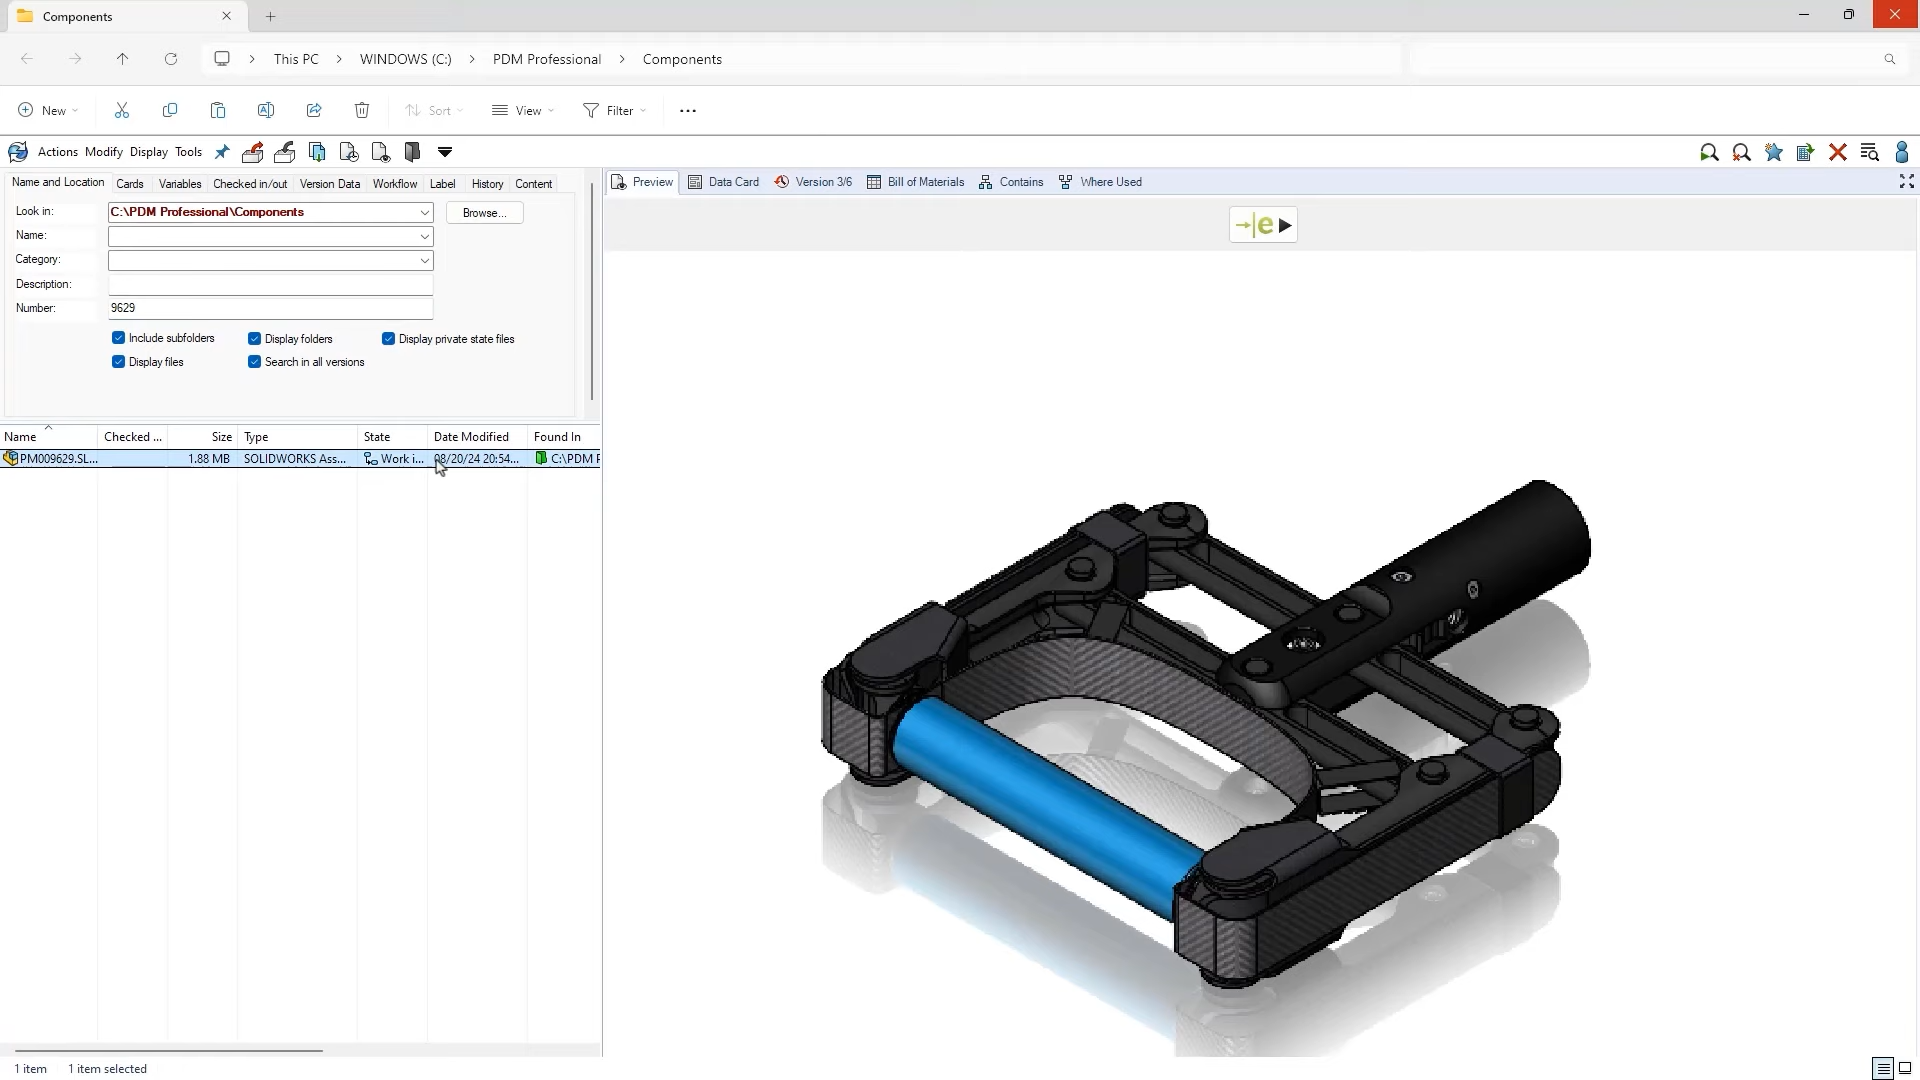 Components
This PC > WINDOWS (C:) > PDM Professional > Components
New Sort View Filter
Actions Modify Display Tools
Name and Location Cards Variables Checked in/out Version Data Workflow Label History Content
Preview Data Card Version 3/6 Bill of Materials Contains Where Used
Look in: C:\PDM Professional\Components Browse...
Name:
Category:
Description:
Number: 9629
Include subfolders Display folders Display private state files
Display files Search in all versions
e
Name Checked ... Size Type State Date Modified Found In
PM009629.SL... 1.88 MB SOLIDWORKS Ass... Work i... 08/20/24 20:54... C:\PDM P
1 item 1 item selected